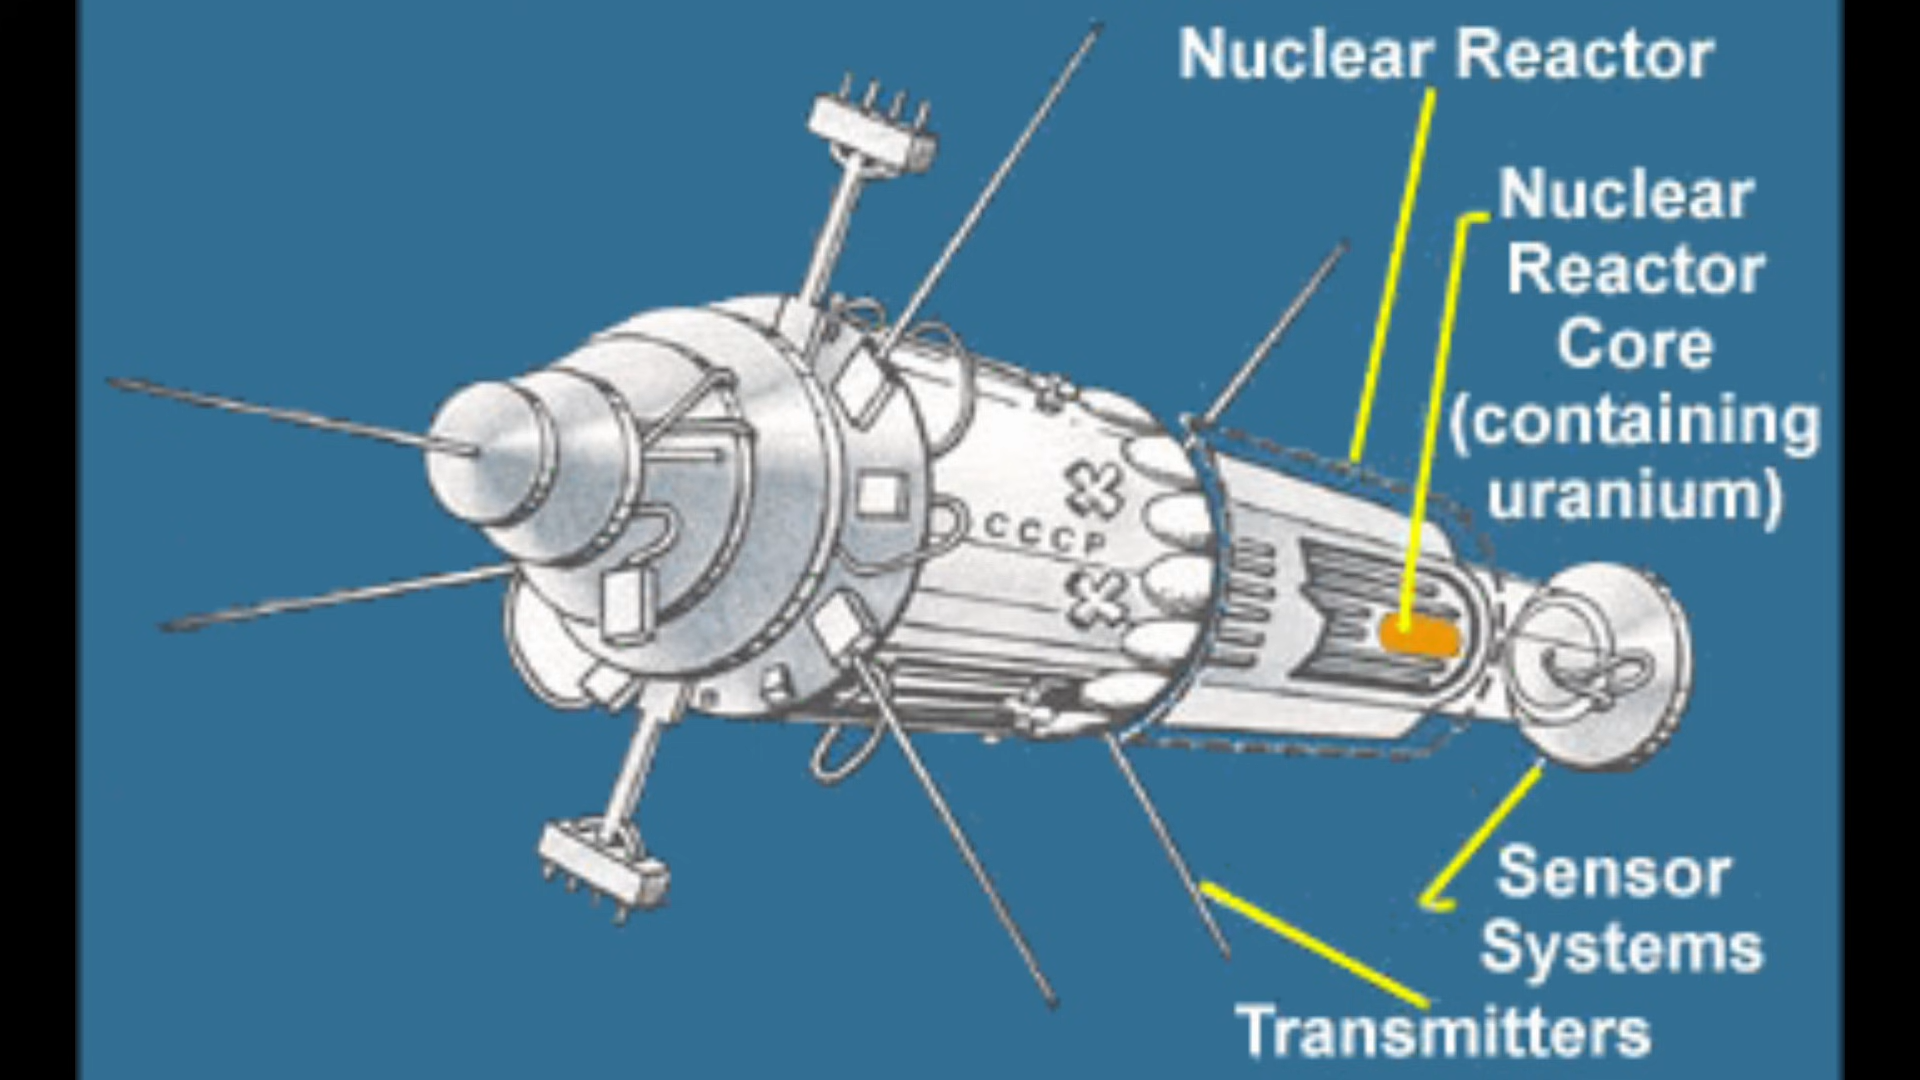 Nuclear Reactor
Nuclear
Reactor
Core
(containing
uranium)
СССР
Sensor
Systems
Transmitters